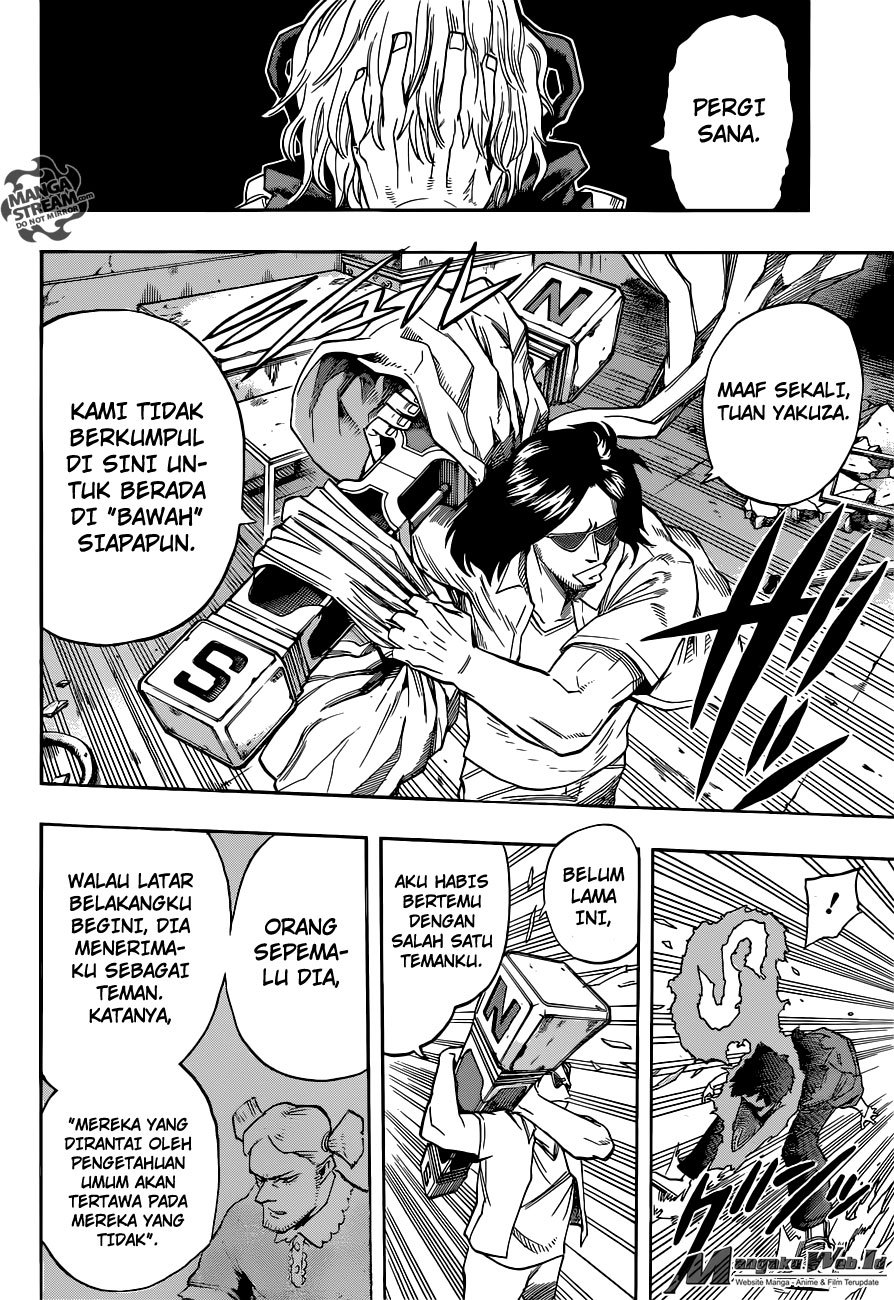 PERGI
SANA.
MANGA
STREAM.com
DO NOT MIRROR
MAAF SEKALI,
TUAN YAKUZA.
N
KAMI TIDAK
BERKUMPUL
DI SINI UN-
TUK BERADA
DI "BAWAH"
SIAPAPUN.
S
!
S
BELUM
LAMA
INI,
AKU HABIS
BERTEMU
DENGAN
SALAH SATU
TEMANKU.
N
ORANG
SEPEMA-
LU DIA,
WALAU LATAR
BELAKANGKU
BEGINI, DIA
MENERIMA-
KU SEBAGAI
TEMAN.
KATANYA,
"MEREKA YANG
DIRANTAI OLEH
PENGETAHUAN
UMUM AKAN
TERTAWA PADA
MEREKA YANG
TIDAK".
Mangaku Web.Id
Website Manga - Anime & Film Terupdate